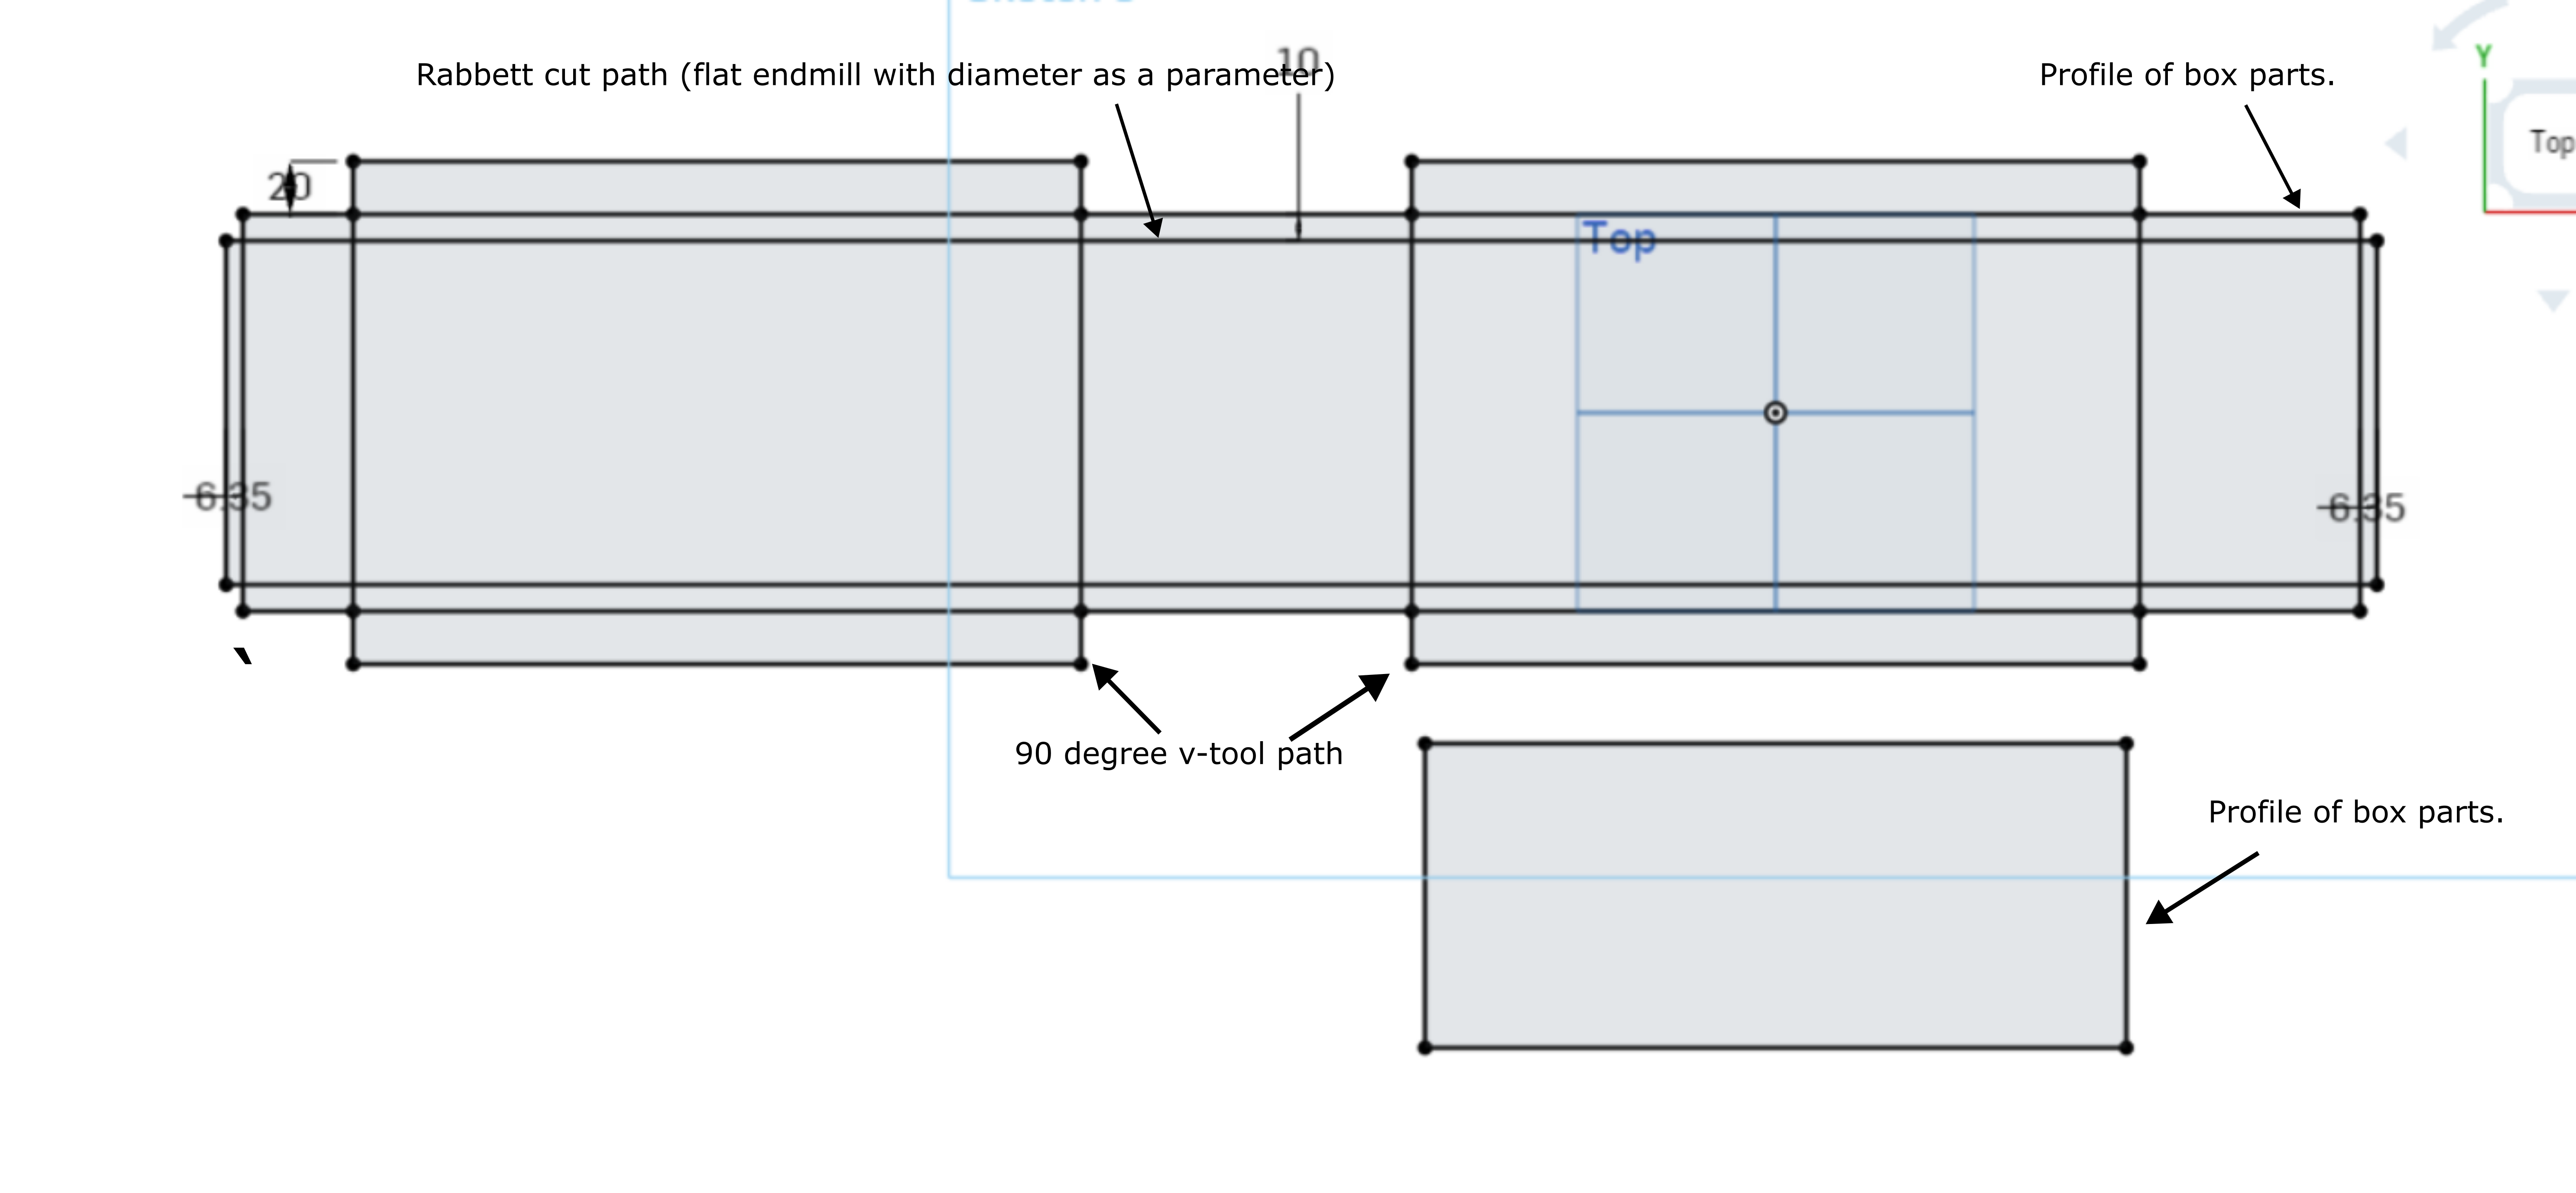 10
Rabbett cut path (flat endmill with diameter as a parameter)
Profile of box parts.
Y
Top
20
Top
6.35
6.35
90 degree v-tool path
Profile of box parts.